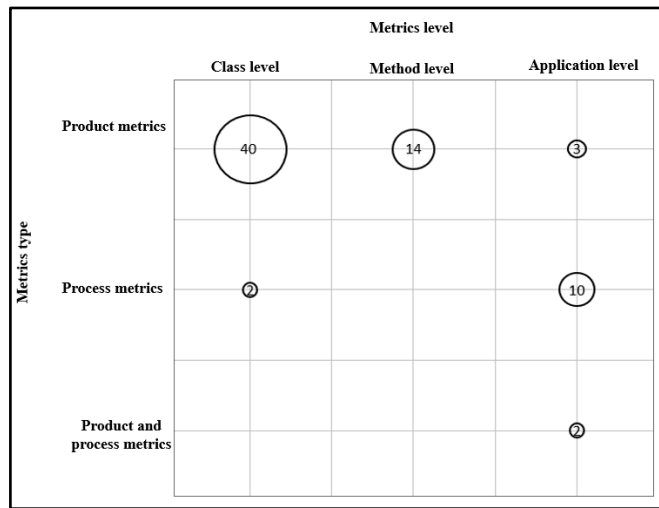 Metrics level
Class level
Method level
Application level
Product metrics
40
14
3
Metrics type
Process metrics
2
10
Product and
process metrics
2